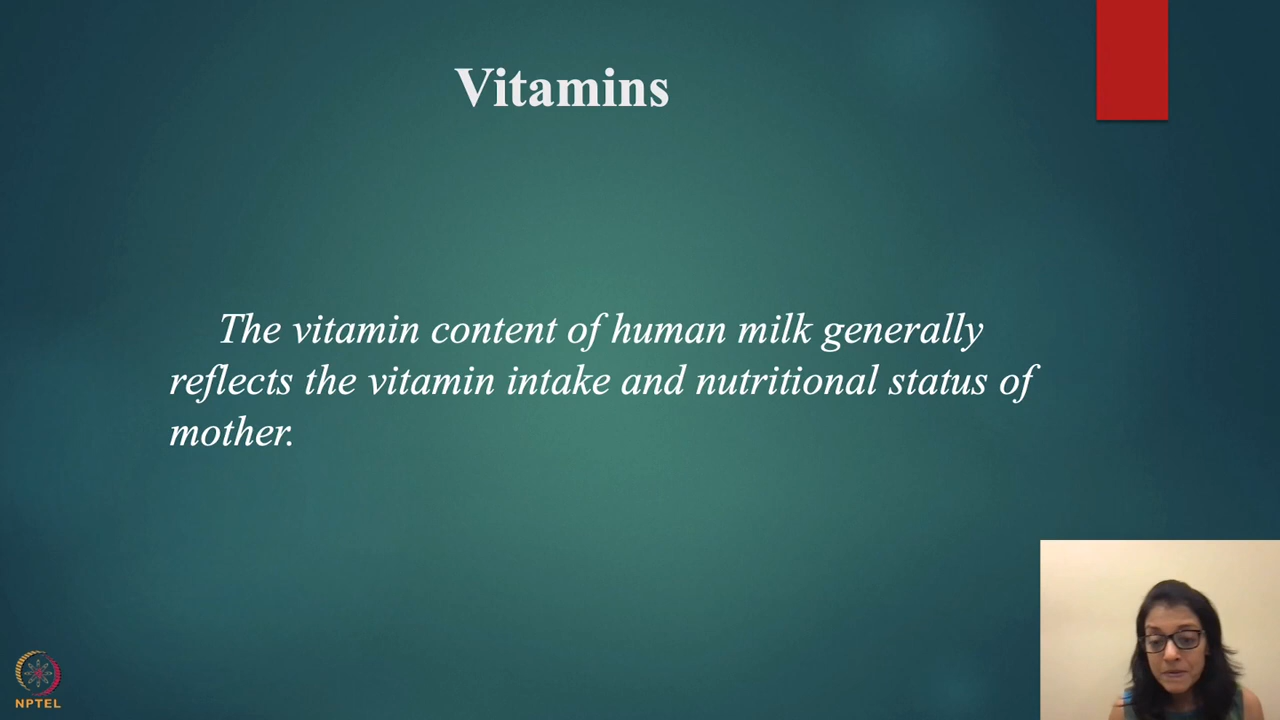 Vitamins
The vitamin content of human milk generally
reflects the vitamin intake and nutritional status of
mother.
NPTEL